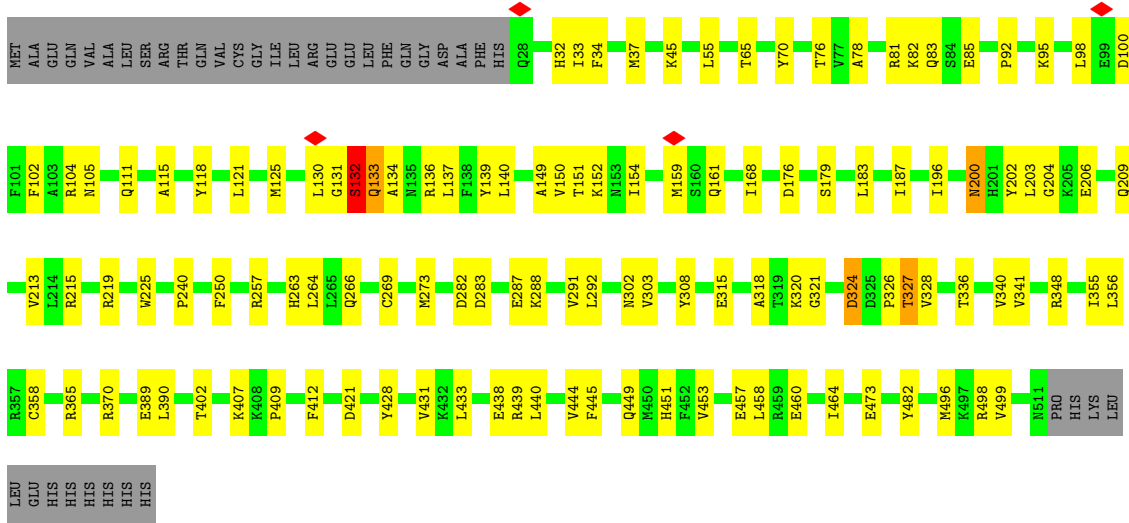 MET ALA GLU GLU GLN VAL ALA LEU SER ARG THR GLN VAL CYS GLY ILE LEU ARG GLU GLU LEU PHE GLN GLY ASP ALA PHE HIS Q28 H32 I33 F34 M37 K45 L55 T65 Y70 T76 V77 A78 R81 K82 Q83 S84 E85 P92 K95 L98 E99 D100
F101 F102 A103 R104 N105 Q111 A115 Y118 L121 M125 L130 G131 S132 Q133 A134 N135 R136 L137 F138 Y139 L140 A149 V150 T151 K152 N153 I154 M159 S160 Q161 I168 D176 S179 L183 I187 I196 N200 H201 Y202 L203 G204 K205 E206 Q209
V213 L214 R215 R219 W225 P240 F250 R257 H263 L264 L265 Q266 C269 M273 D282 D283 E287 K288 V291 L292 N302 V303 Y308 E315 A318 T319 K320 G321 D324 D325 P326 T327 V328 T336 V340 V341 R348 I355 L356
R357 C358 R365 R370 E389 L390 T402 K407 K408 P409 F412 D421 Y428 V431 K432 L433 E438 R439 L440 V444 F445 Q449 M450 H451 F452 V453 E457 L458 R459 E460 I464 E473 Y482 M496 K497 R498 V499 N511 PRO HIS LYS LEU
LEU GLU HIS HIS HIS HIS HIS HIS